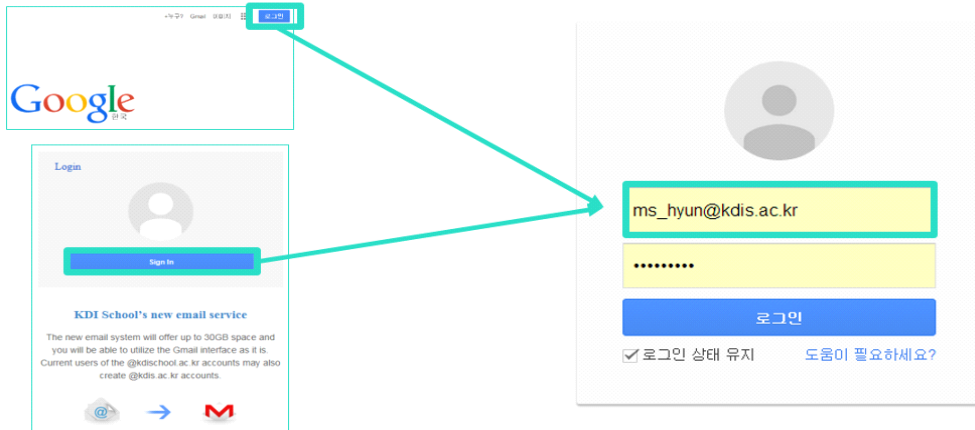 Gmail
로그인
Google
한국
Login
Sign In
KDI School's new email service
The new email system will offer up to 30GB space and
you will be able to utilize the Gmail interface as it is.
Current users of the @kdischool.ac.kr accounts may also
create @kdis.ac.kr accounts.
@
ms_hyun@kdis.ac.kr
•••••••••
로그인
로그인 상태 유지 도움이 필요하세요?